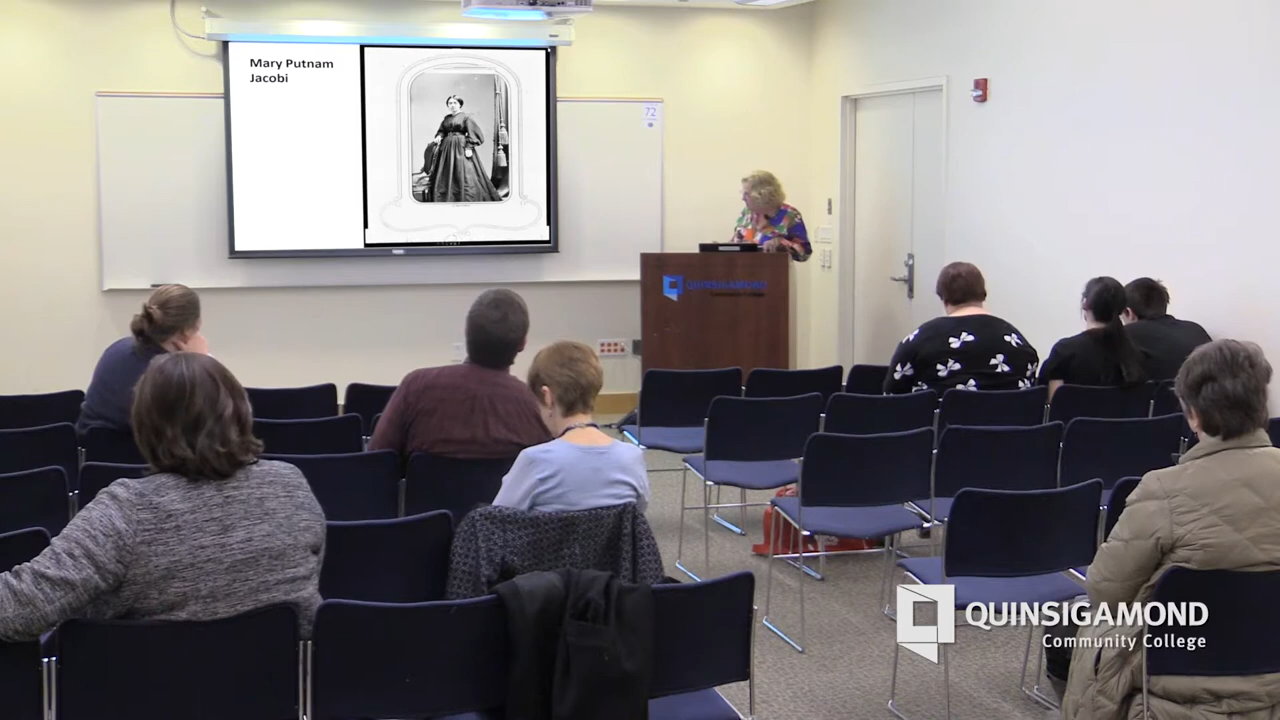 Mary Putnam
Jacobi
72
QUINSIGAMOND
QUINSIGAMOND
Community College